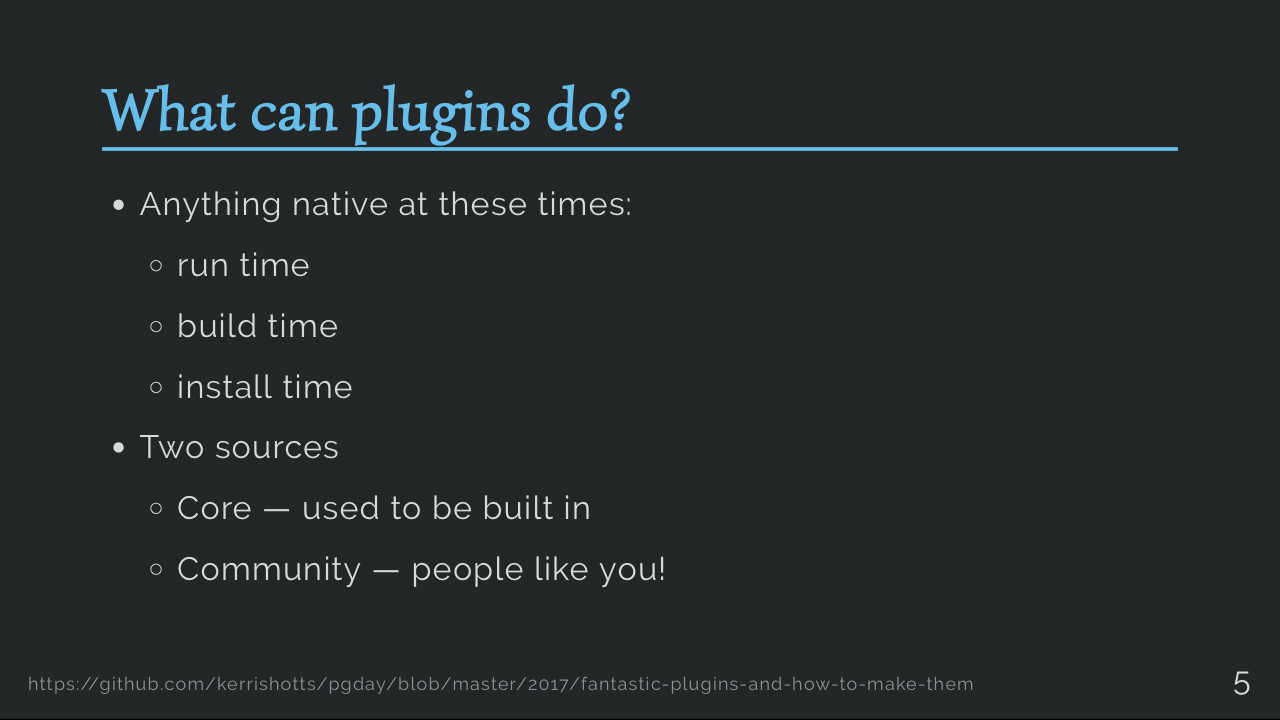 What can plugins do?
• Anything native at these times:
◦ run time
◦ build time
◦ install time
• Two sources
◦ Core — used to be built in
◦ Community — people like you!
https://github.com/kerrishotts/pgday/blob/master/2017/fantastic-plugins-and-how-to-make-them
5